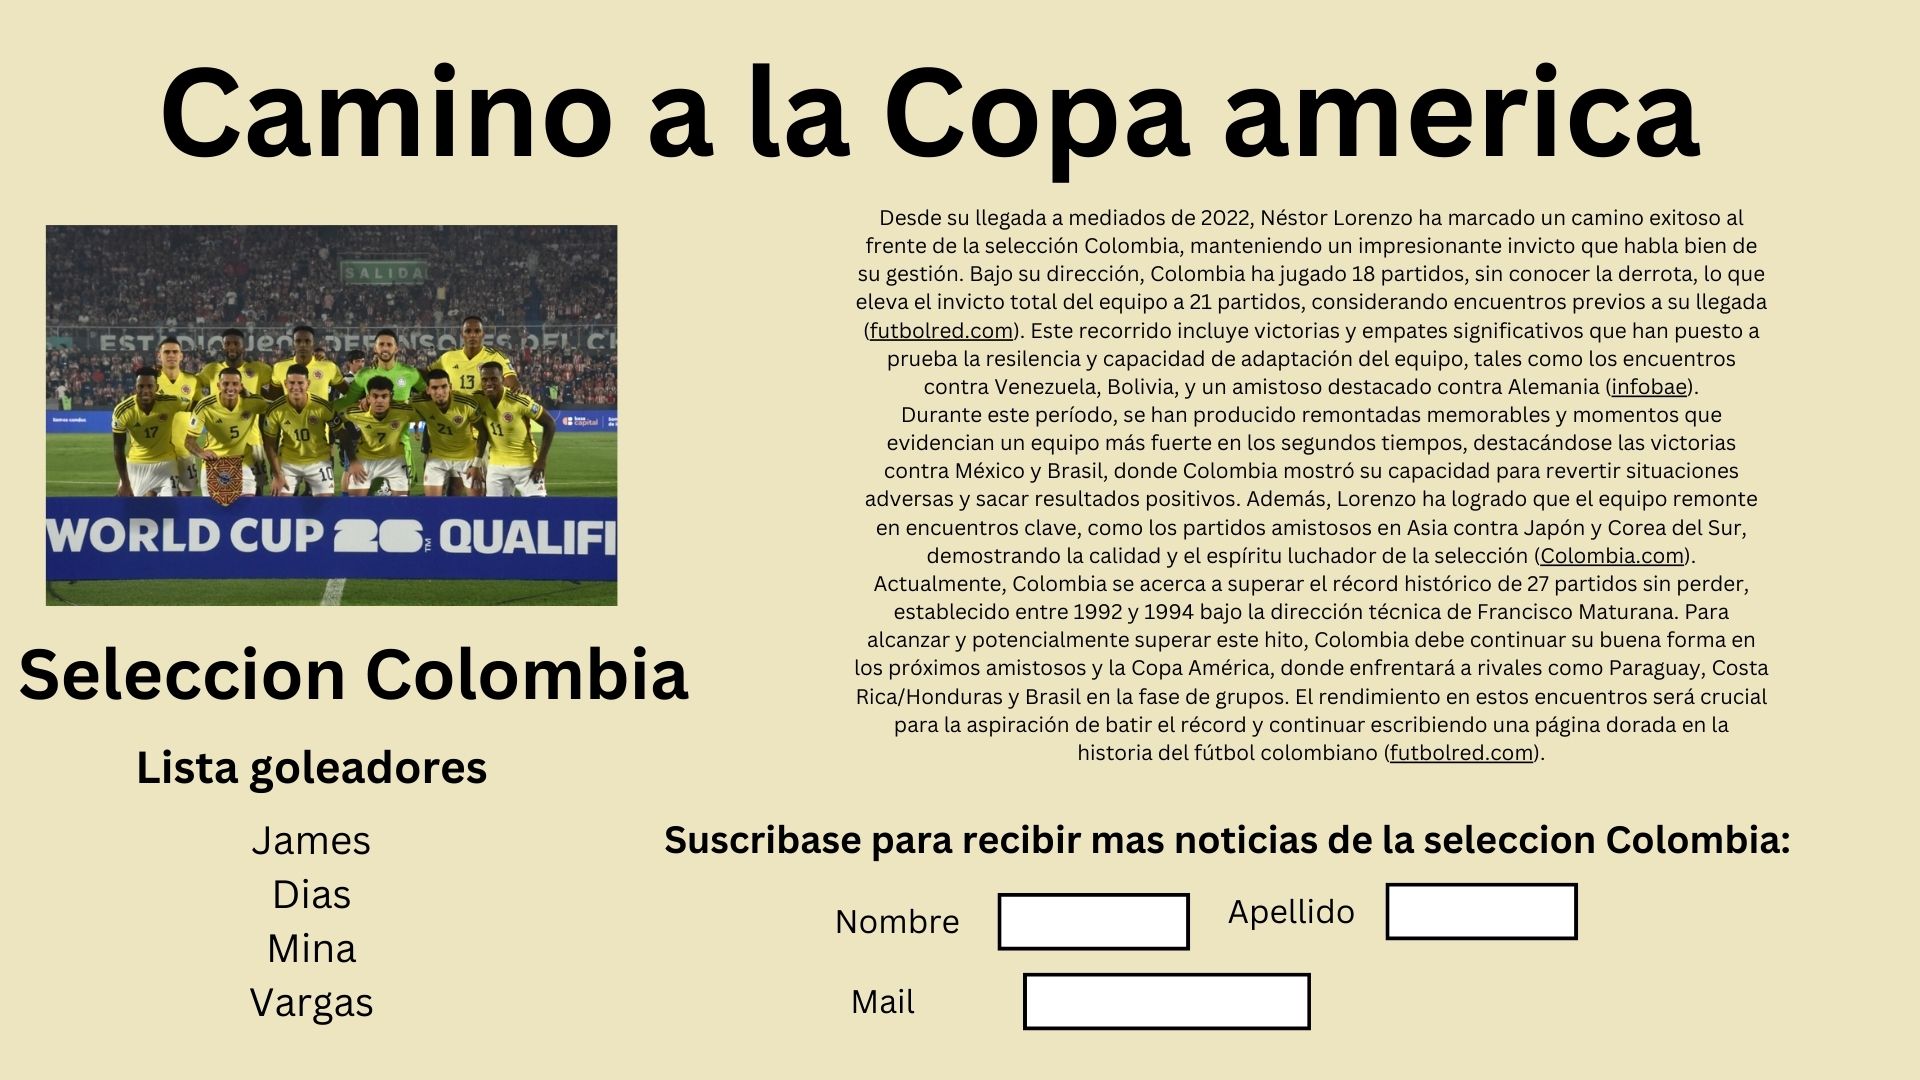 Camino a la Copa america
SALIDA
ESTADIO
DEFENSORES DEL CH
13
17
5
10
7
21
11
10
WORLD CUP 26™ QUALIFI
Seleccion Colombia
Lista goleadores
James
Dias
Mina
Vargas
Desde su llegada a mediados de 2022, Néstor Lorenzo ha marcado un camino exitoso al
frente de la selección Colombia, manteniendo un impresionante invicto que habla bien de
su gestión. Bajo su dirección, Colombia ha jugado 18 partidos, sin conocer la derrota, lo que
eleva el invicto total del equipo a 21 partidos, considerando encuentros previos a su llegada
(futbolred.com). Este recorrido incluye victorias y empates significativos que han puesto a
prueba la resilencia y capacidad de adaptación del equipo, tales como los encuentros
contra Venezuela, Bolivia, y un amistoso destacado contra Alemania (infobae).
Durante este período, se han producido remontadas memorables y momentos que
evidencian un equipo más fuerte en los segundos tiempos, destacándose las victorias
contra México y Brasil, donde Colombia mostró su capacidad para revertir situaciones
adversas y sacar resultados positivos. Además, Lorenzo ha logrado que el equipo remonte
en encuentros clave, como los partidos amistosos en Asia contra Japón y Corea del Sur,
demostrando la calidad y el espíritu luchador de la selección (Colombia.com).
Actualmente, Colombia se acerca a superar el récord histórico de 27 partidos sin perder,
establecido entre 1992 y 1994 bajo la dirección técnica de Francisco Maturana. Para
alcanzar y potencialmente superar este hito, Colombia debe continuar su buena forma en
los próximos amistosos y la Copa América, donde enfrentará a rivales como Paraguay, Costa
Rica/Honduras y Brasil en la fase de grupos. El rendimiento en estos encuentros será crucial
para la aspiración de batir el récord y continuar escribiendo una página dorada en la
historia del fútbol colombiano (futbolred.com).
Suscribase para recibir mas noticias de la seleccion Colombia:
Nombre
Apellido
Mail